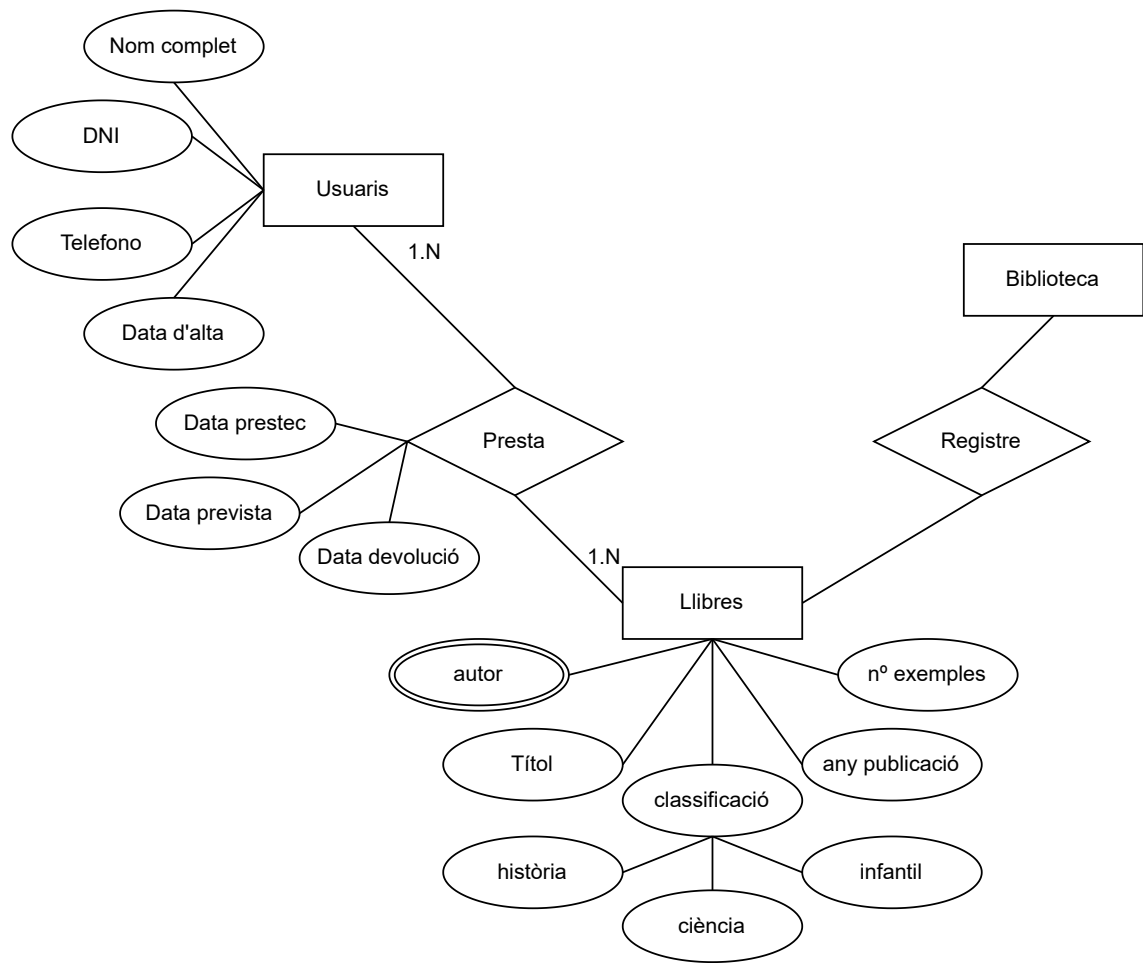 Nom complet
DNI
Usuaris
Telefono
1.N
Biblioteca
Data d'alta
Data prestec
Presta
Registre
Data prevista
Data devolució
1.N
Llibres
autor
nº exemples
Títol
any publicació
classificació
història
infantil
ciència